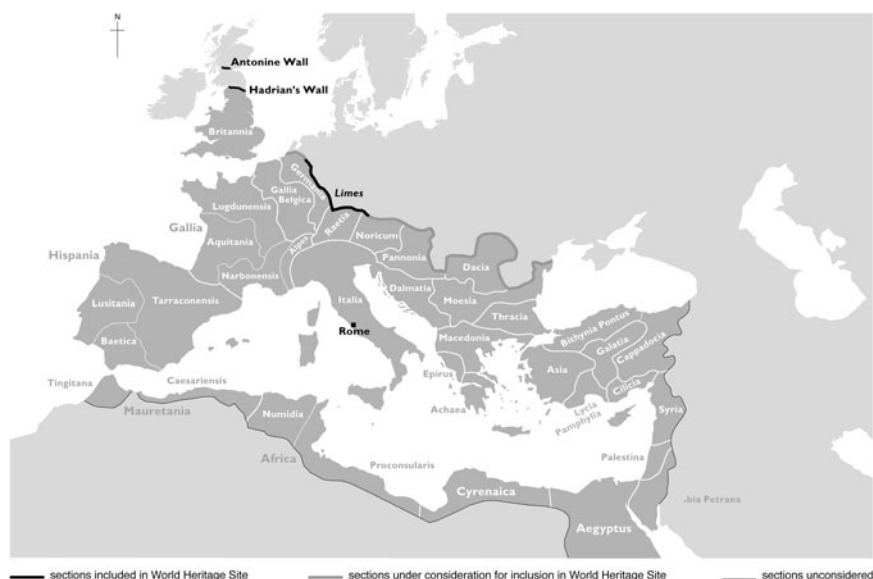 N
Antonine Wall
Hadrian's Wall
Britannia
Germania
Limes
Gallia
Belgica
Lugdunensis
Gallia
Raetia
Noricum
Aquitania
Alpes
Hispania
Pannonia
Dacia
Narbonensis
Lusitania
Tarraconensis
Italia
Dalmatia
Moesia
Thracia
Rome
Baetica
Macedonia
Bithynia Pontus
Galatia
Cappadotia
Epirus
Asia
Cilicia
Tingitana
Caesariensis
Achaea
Lycia
Pamphylia
Syria
Mauretania
Numidia
Africa
Proconsularis
Palestina
Cyrenaica
bia Petraea
Aegyptus
sections included in World Heritage Site
sections under consideration for inclusion in World Heritage Site
sections unconsidered